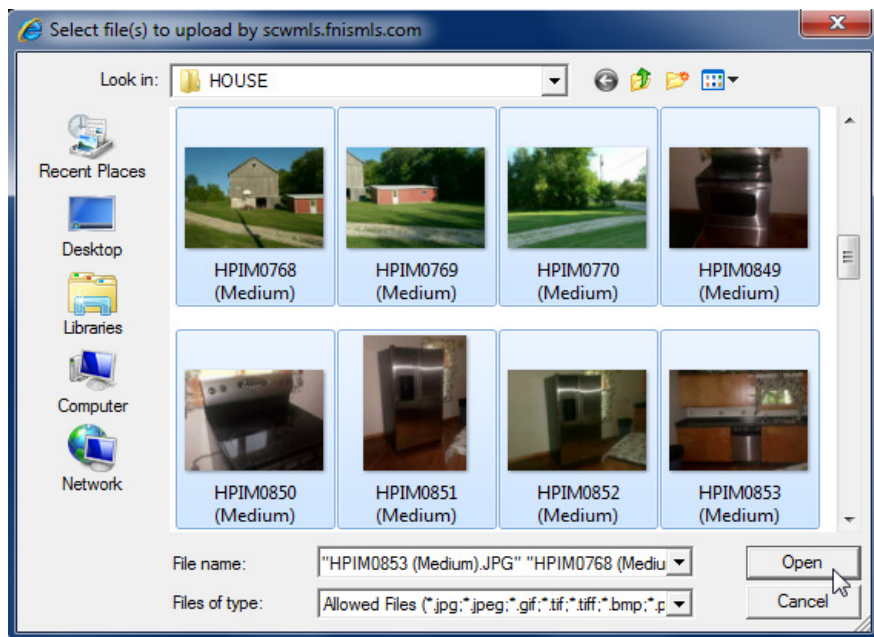 Select file(s) to upload by scwmls.fnismls.com
Look in:
HOUSE
Recent Places
Desktop
Libraries
Computer
Network
HPIM0768
(Medium)
HPIM0769
(Medium)
HPIM0770
(Medium)
HPIM0849
(Medium)
HPIM0850
(Medium)
HPIM0851
(Medium)
HPIM0852
(Medium)
HPIM0853
(Medium)
File name:
"HPIM0853 (Medium).JPG" "HPIM0768 (Mediu
Open
Files of type:
Allowed Files (*.jpg;*.jpeg;*.gif;*.tif;*.tiff;*.bmp;*.p
Cancel